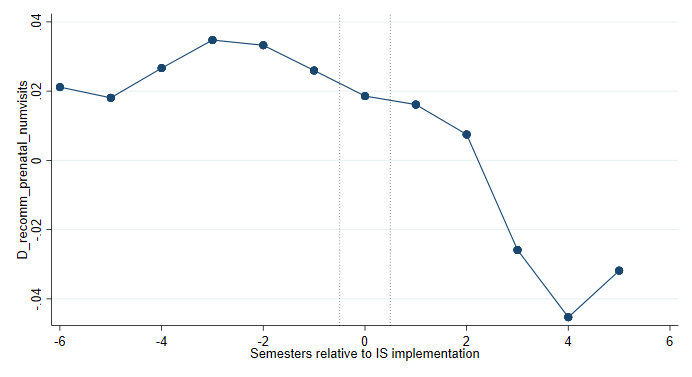 D_recomm_prenatal_numvisits
.04
.02
0
-.02
-.04
-6 -4 -2 0 2 4 6
Semesters relative to IS implementation